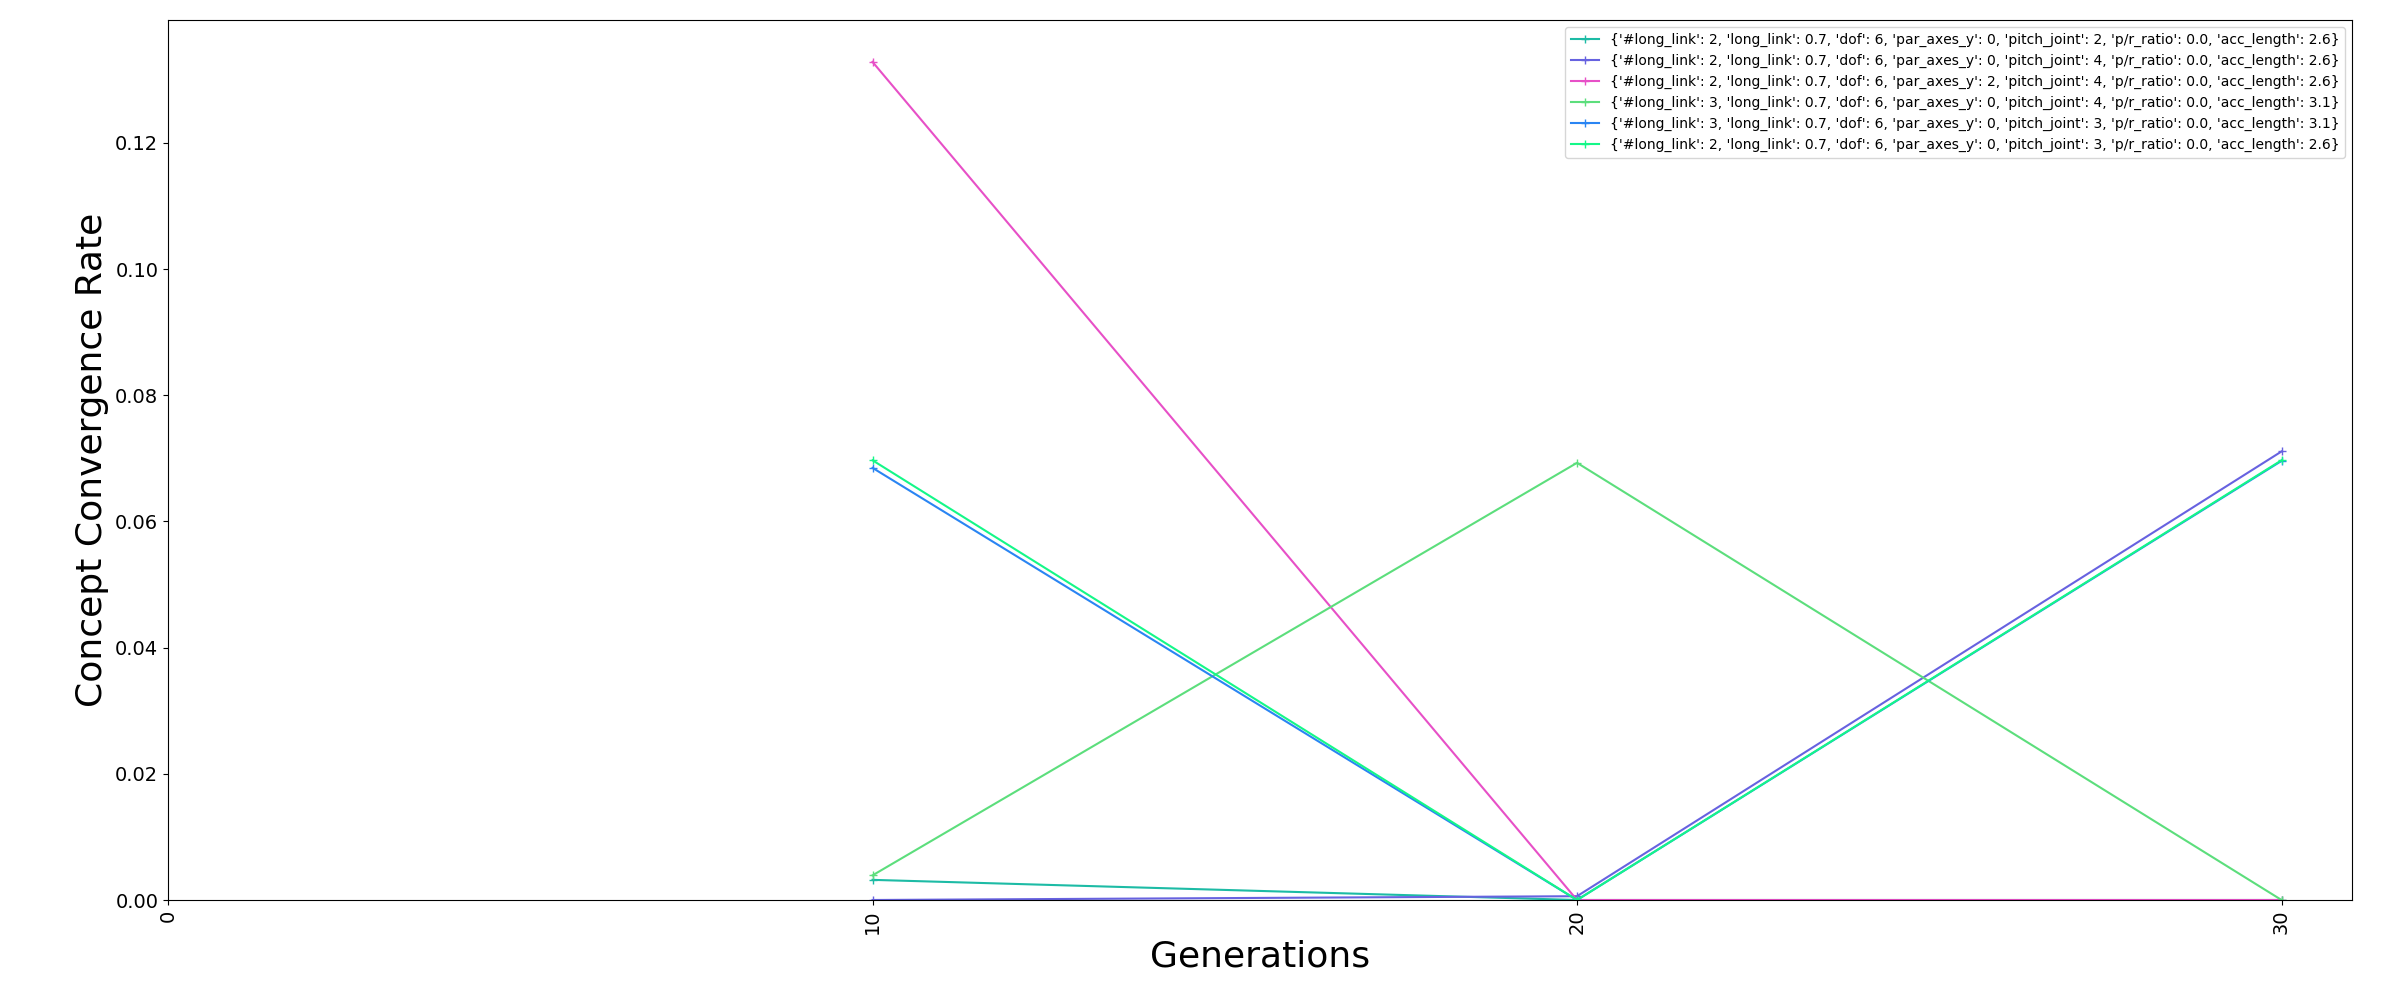 {'#long_link': 2, 'long_link': 0.7, 'dof': 6, 'par_axes_y': 0, 'pitch_joint': 2, 'p/r_ratio': 0.0, 'acc_length': 2.6}
{'#long_link': 2, 'long_link': 0.7, 'dof': 6, 'par_axes_y': 0, 'pitch_joint': 4, 'p/r_ratio': 0.0, 'acc_length': 2.6}
{'#long_link': 2, 'long_link': 0.7, 'dof': 6, 'par_axes_y': 2, 'pitch_joint': 4, 'p/r_ratio': 0.0, 'acc_length': 2.6}
{'#long_link': 3, 'long_link': 0.7, 'dof': 6, 'par_axes_y': 0, 'pitch_joint': 4, 'p/r_ratio': 0.0, 'acc_length': 3.1}
{'#long_link': 3, 'long_link': 0.7, 'dof': 6, 'par_axes_y': 0, 'pitch_joint': 3, 'p/r_ratio': 0.0, 'acc_length': 3.1}
{'#long_link': 2, 'long_link': 0.7, 'dof': 6, 'par_axes_y': 0, 'pitch_joint': 3, 'p/r_ratio': 0.0, 'acc_length': 2.6}
Concept Convergence Rate
0.12
0.10
0.08
0.06
0.04
0.02
0.00
0
10
20
30
Generations